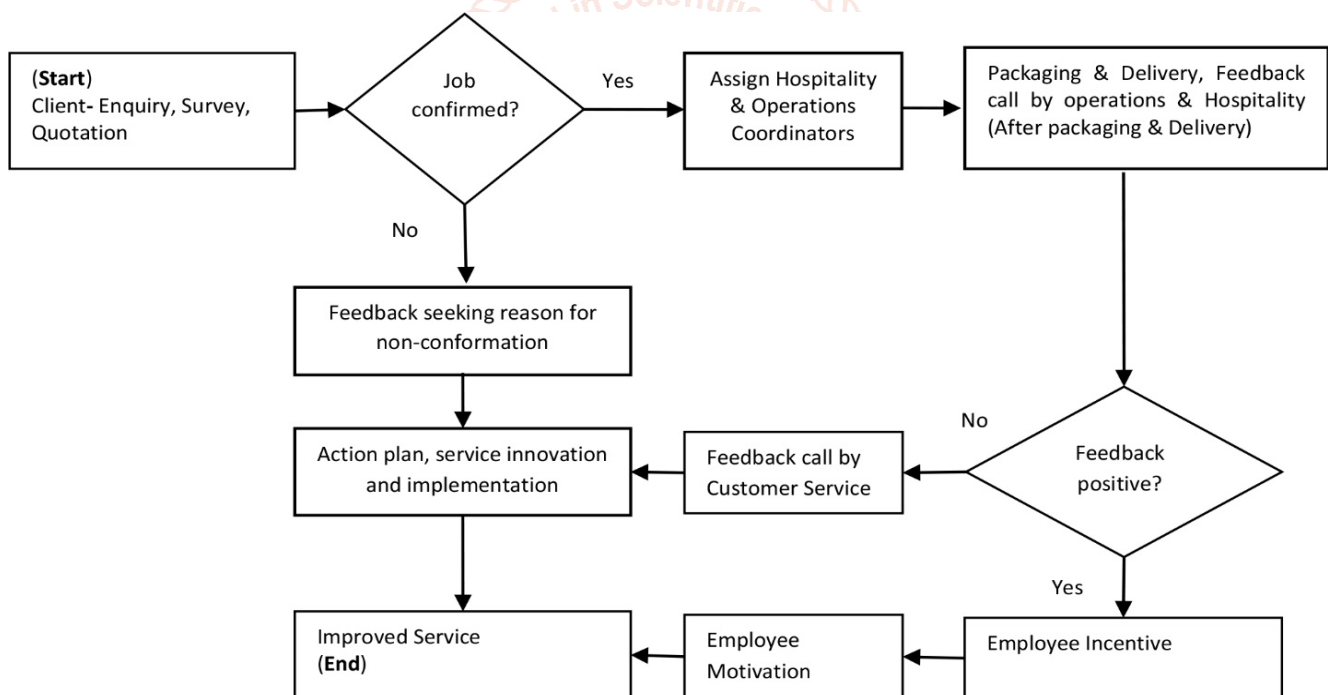 (Start)
Client- Enquiry, Survey,
Quotation
Job
confirmed?
Yes
Assign Hospitality
& Operations
Coordinators
Packaging & Delivery, Feedback
call by operations & Hospitality
(After packaging & Delivery)
No
Feedback seeking reason for
non-conformation
Action plan, service innovation
and implementation
Feedback call by
Customer Service
No
Feedback
positive?
Yes
Improved Service
(End)
Employee
Motivation
Employee Incentive